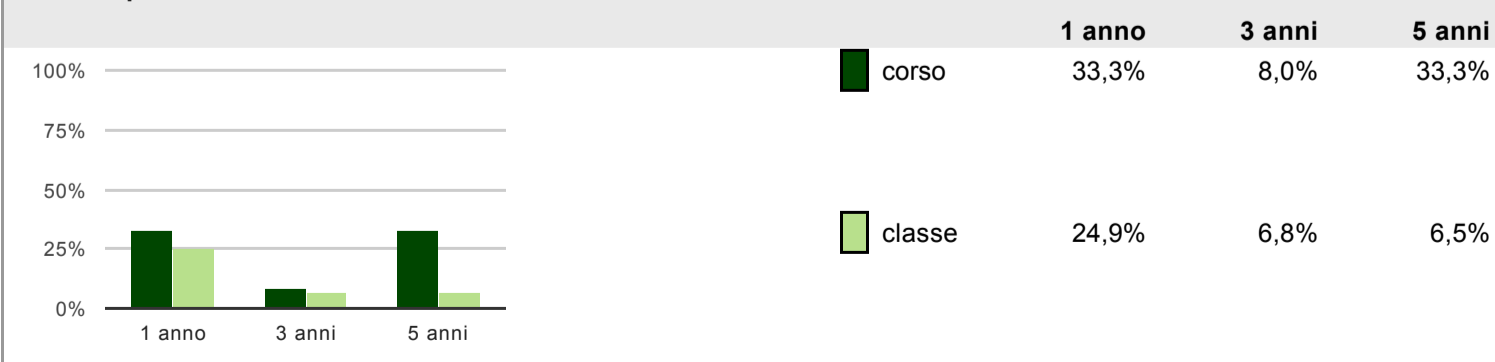 1 anno 3 anni 5 anni
100% corso 33,3% 8,0% 33,3%
75%
50%
classe 24,9% 6,8% 6,5%
25%
0%
1 anno 3 anni 5 anni